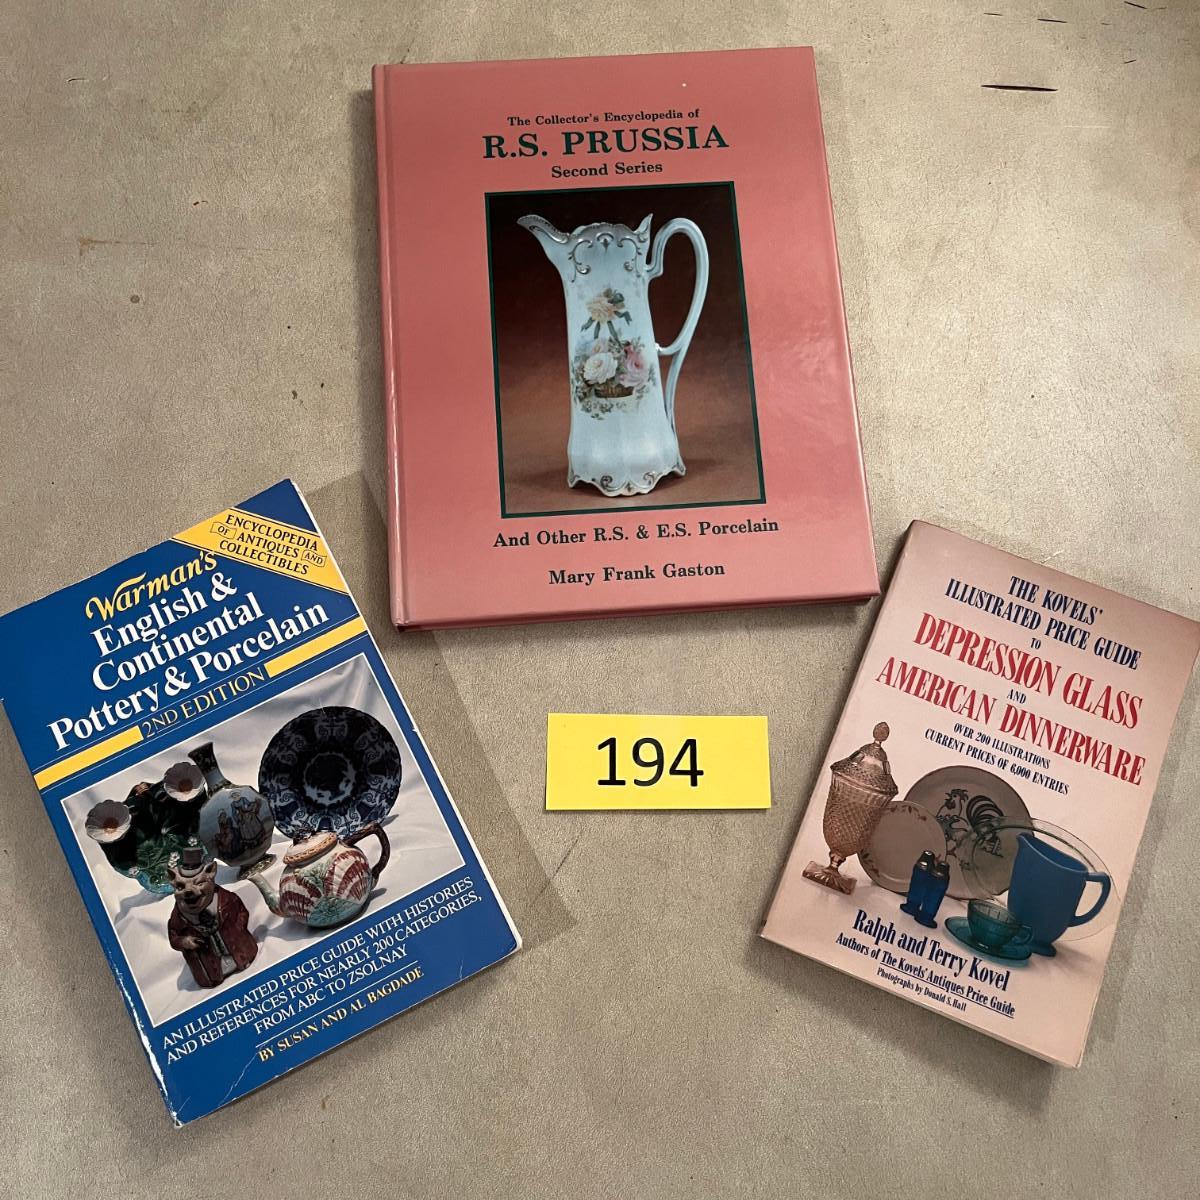 The Collector's Encyclopedia of
R.S. PRUSSIA
Second Series
And Other R.S. & E.S. Porcelain
Mary Frank Gaston
ENCYCLOPEDIA
OF ANTIQUES AND
COLLECTIBLES
Warman's
English &
Continental
Pottery & Porcelain
2ND EDITION
AN ILLUSTRATED PRICE GUIDE WITH HISTORIES
AND REFERENCES FOR NEARLY 200 CATEGORIES,
FROM ABC TO ZSOLNAY
BY SUSAN AND AL BAGDADE
194
THE KOVELS'
ILLUSTRATED PRICE GUIDE
TO
DEPRESSION GLASS
AND
AMERICAN DINNERWARE
OVER 200 ILLUSTRATIONS
CURRENT PRICES OF 6,000 ENTRIES
Ralph and Terry Kovel
Authors of The Kovels' Antiques Price Guide
Photographs by Donald S. Hall